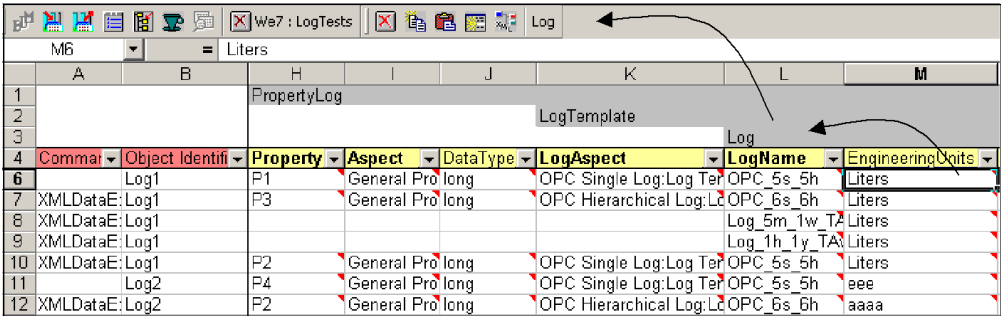 We7 : LogTests Log
M6 = Liters
A B H I J K L M
1 PropertyLog
2 LogTemplate
3 Log
4 Commar Object Identifi Property Aspect DataType LogAspect LogName EngineeringUnits
6 Log1 P1 General Pro long OPC Single Log:Log Ter OPC_5s_5h Liters
7 XMLDataE: Log1 P3 General Pro long OPC Hierarchical Log:Lo OPC_6s_6h Liters
8 XMLDataE: Log1 Log_5m_1w_TA Liters
9 XMLDataE: Log1 Log_1h_1y_TA Liters
10 XMLDataE: Log1 P2 General Pro long OPC Single Log:Log Ter OPC_5s_5h Liters
11 Log2 P4 General Pro long OPC Single Log:Log Ter OPC_5s_5h eee
12 XMLDataE: Log2 P2 General Pro long OPC Hierarchical Log:Lo OPC_6s_6h aaaa